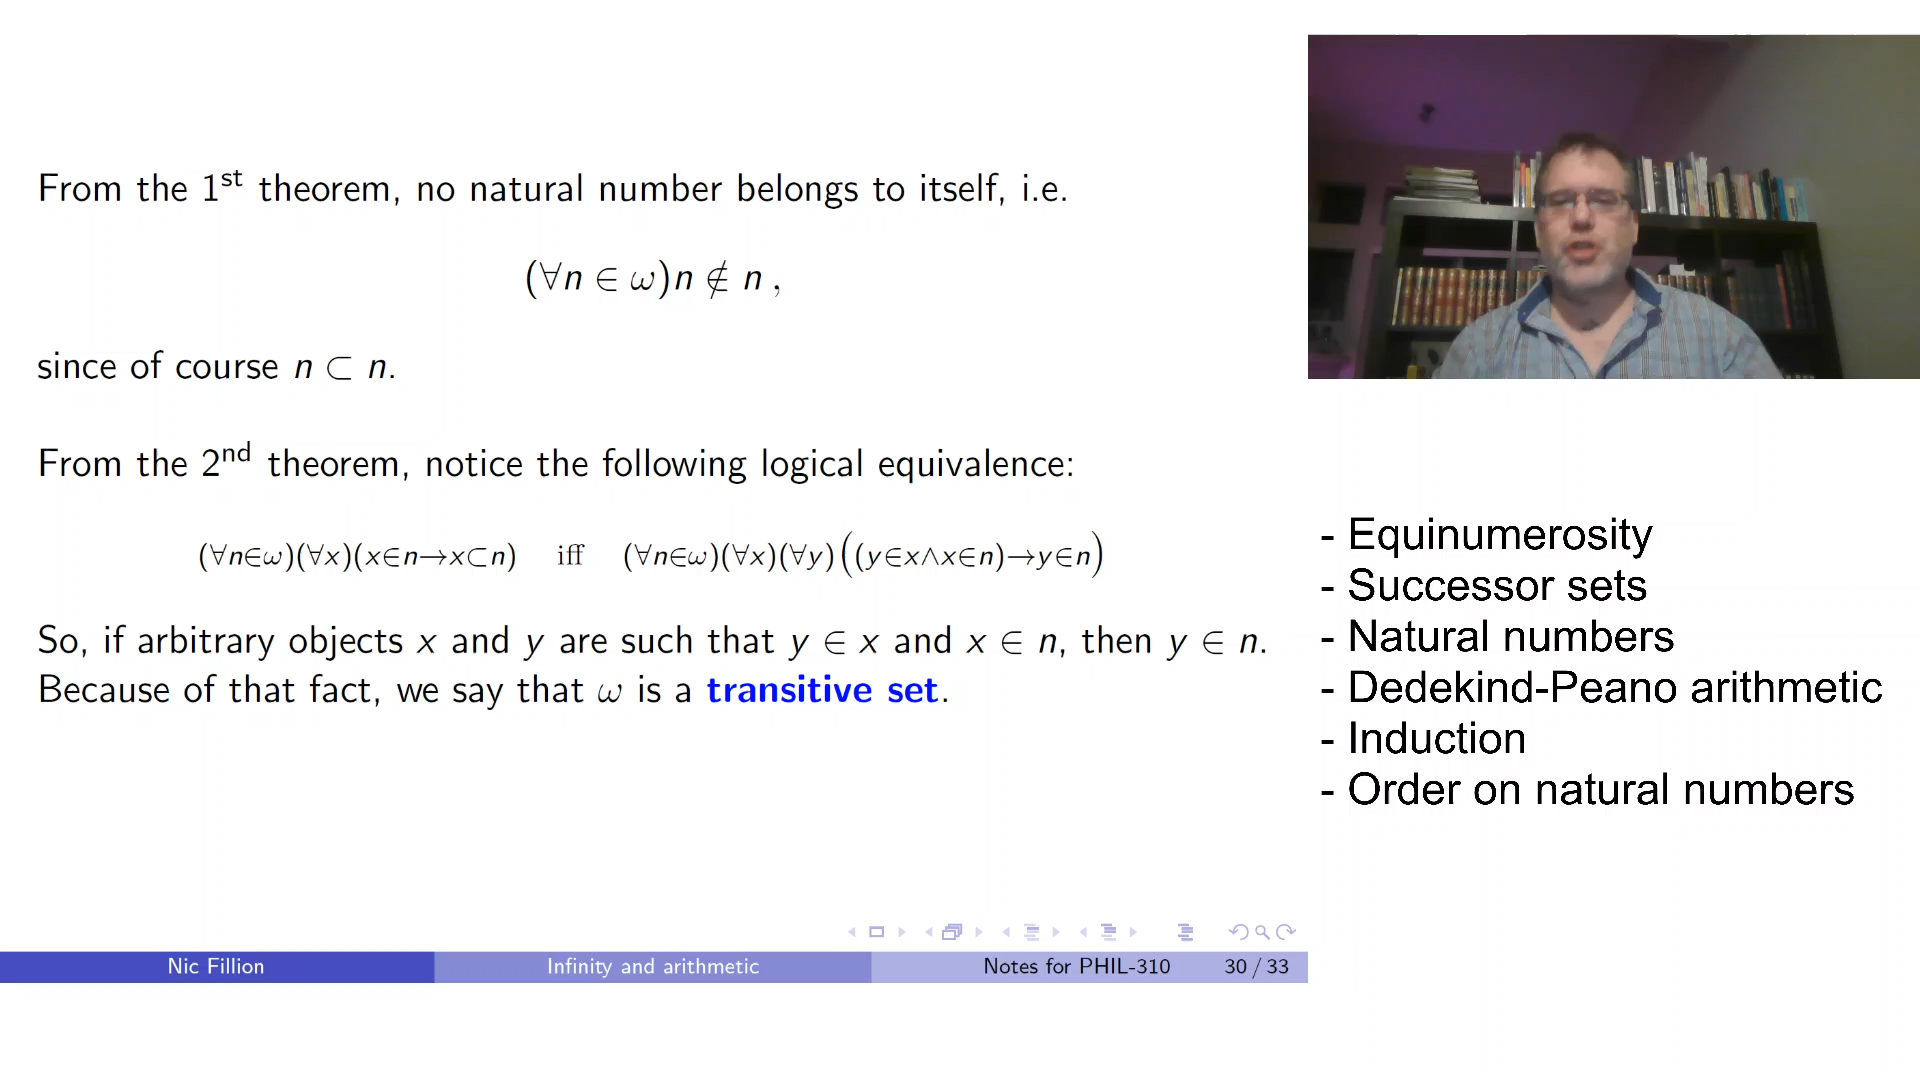 From the 1st theorem, no natural number belongs to itself, i.e.
(∀n ∈ ω)n ∉ n ,
since of course n ⊂ n.
From the 2nd theorem, notice the following logical equivalence:
(∀n∈ω)(∀x)(x∈n→x⊂n) iff (∀n∈ω)(∀x)(∀y)((y∈x∧x∈n)→y∈n)
So, if arbitrary objects x and y are such that y ∈ x and x ∈ n, then y ∈ n.
Because of that fact, we say that ω is a transitive set.
- Equinumerosity
- Successor sets
- Natural numbers
- Dedekind-Peano arithmetic
- Induction
- Order on natural numbers
Nic Fillion Infinity and arithmetic Notes for PHIL-310 30 / 33